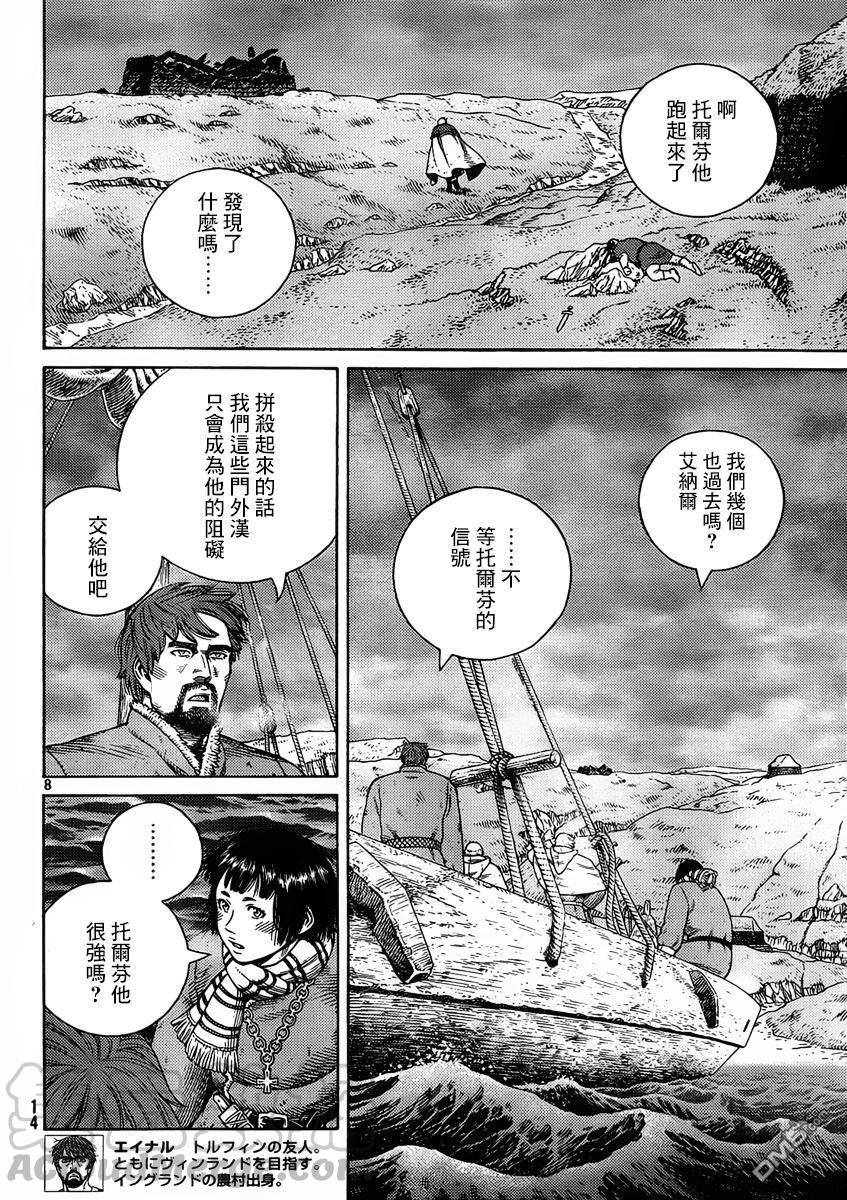 啊
托爾芬他
跑起來了
發現了
什麼嗎……
我們幾個
也過去嗎?
艾納爾
……不
等托爾芬的
信號
拼殺起來的話
我們這些門外漢
只會成為他的阻礙
交給他吧
8
………
托爾芬他
很強嗎?
14
エイナル トルフィンの友人。
ともにヴィンランドを目指す。
イングランドの農村出身。